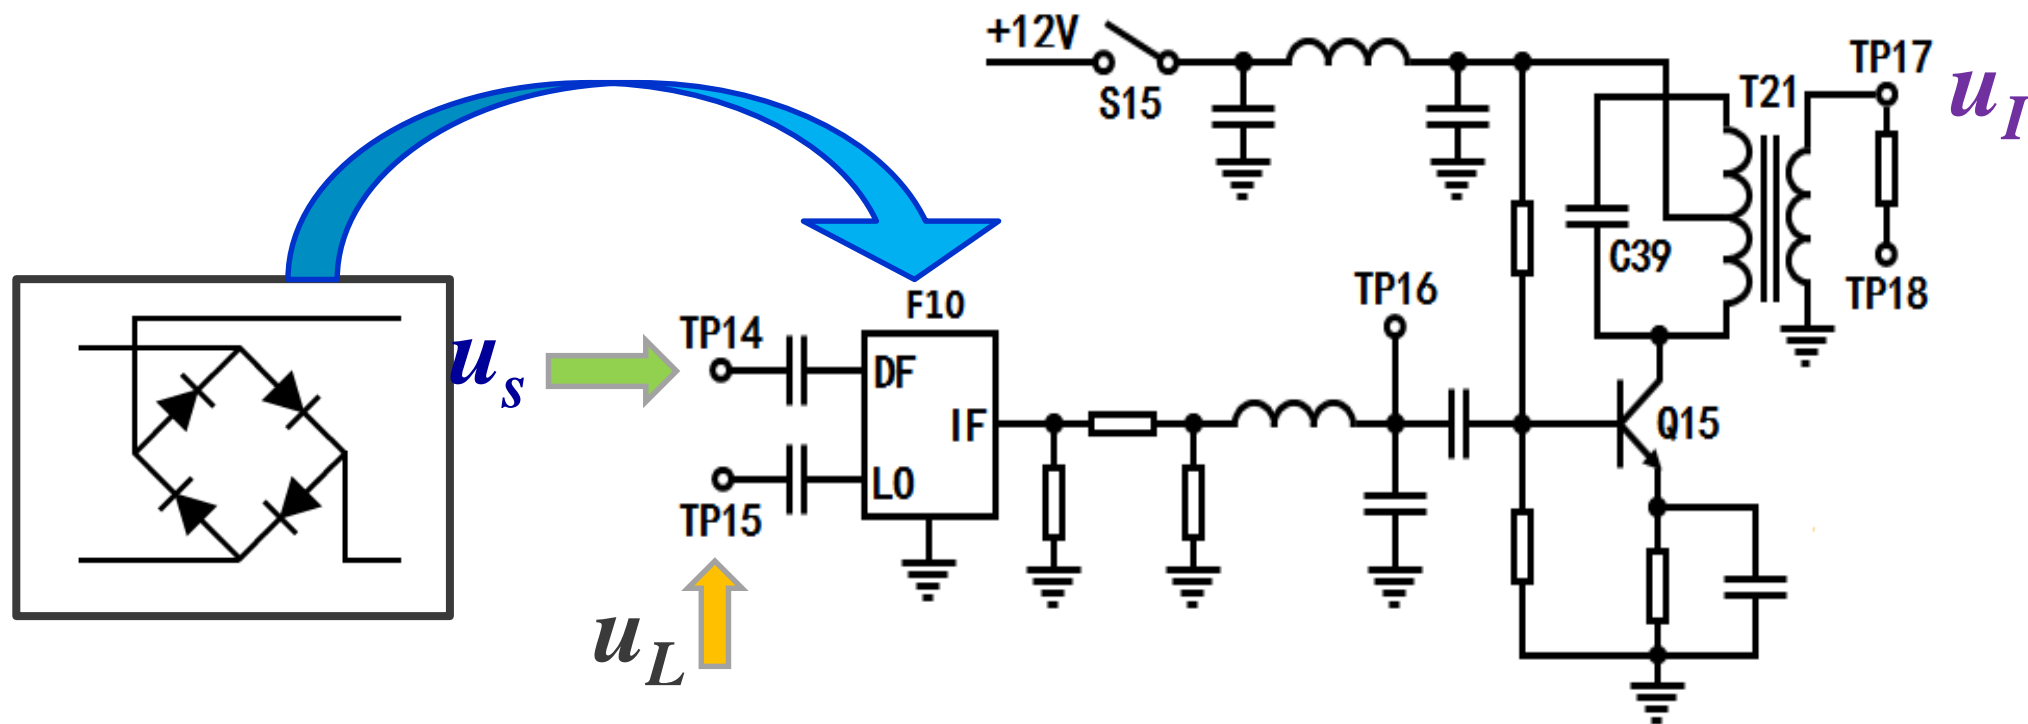 +12V
S15
T21
TP17
u_I
C39
TP18
TP16
F10
TP14
u_s
DF
IF
Q15
LO
TP15
u_L